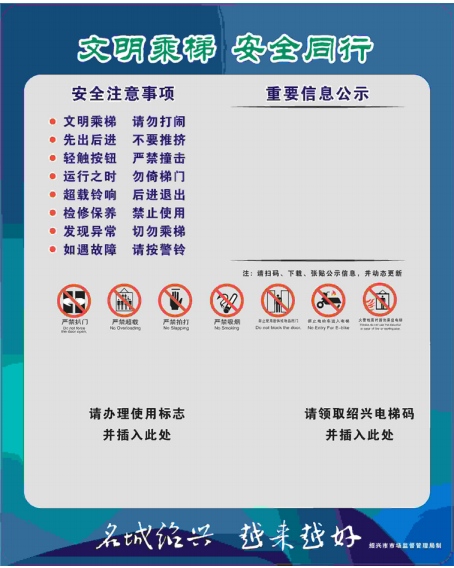 文明乘梯 安全同行
安全注意事项
文明乘梯 请勿打闹
先出后进 不要推挤
轻触按钮 严禁撞击
运行之时 勿倚梯门
超载铃响 后进退出
检修保养 禁止使用
发现异常 切勿乘梯
如遇故障 请按警铃
重要信息公示
注：请扫码、下载、张贴公示信息，并动态更新
严禁扒门
严禁超载
No Overloading
严禁拍打
No Slapping
严禁吸烟
No Smoking
Do not block the door.
No Entry For E-bike
请办理使用标志
并插入此处
请领取绍兴电梯码
并插入此处
名城绍兴 越来越好
绍兴市市场监督管理局制